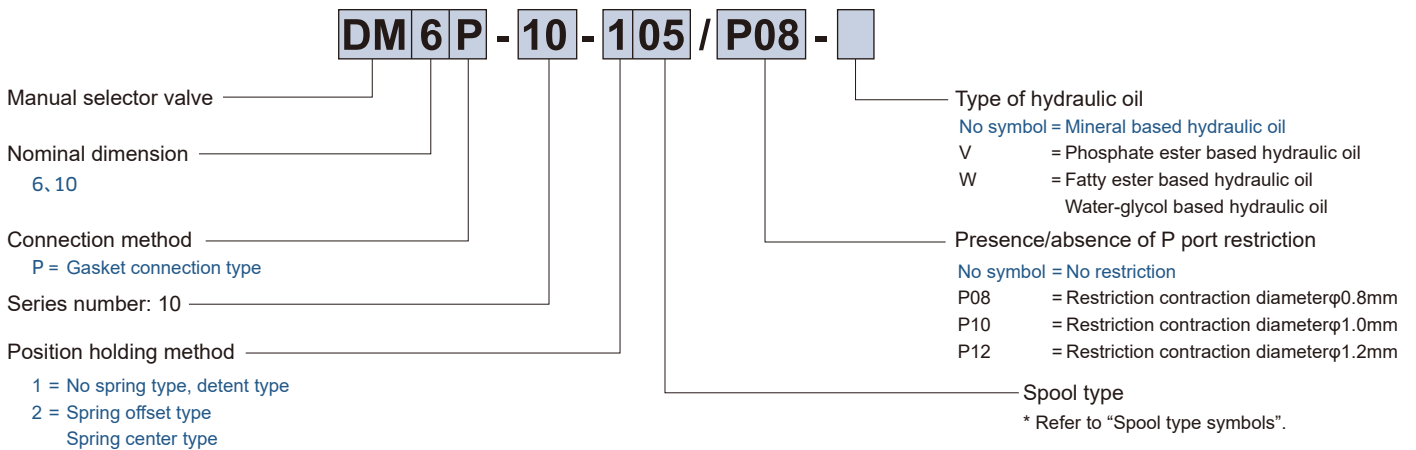 DM 6 P - 10 - 1 05 / P08 -
Manual selector valve
Nominal dimension
6、10
Connection method
P = Gasket connection type
Series number: 10
Position holding method
1 = No spring type, detent type
2 = Spring offset type
Spring center type
Type of hydraulic oil
No symbol = Mineral based hydraulic oil
V = Phosphate ester based hydraulic oil
W = Fatty ester based hydraulic oil
Water-glycol based hydraulic oil
Presence/absence of P port restriction
No symbol = No restriction
P08 = Restriction contraction diameterφ0.8mm
P10 = Restriction contraction diameterφ1.0mm
P12 = Restriction contraction diameterφ1.2mm
Spool type
* Refer to “Spool type symbols”.